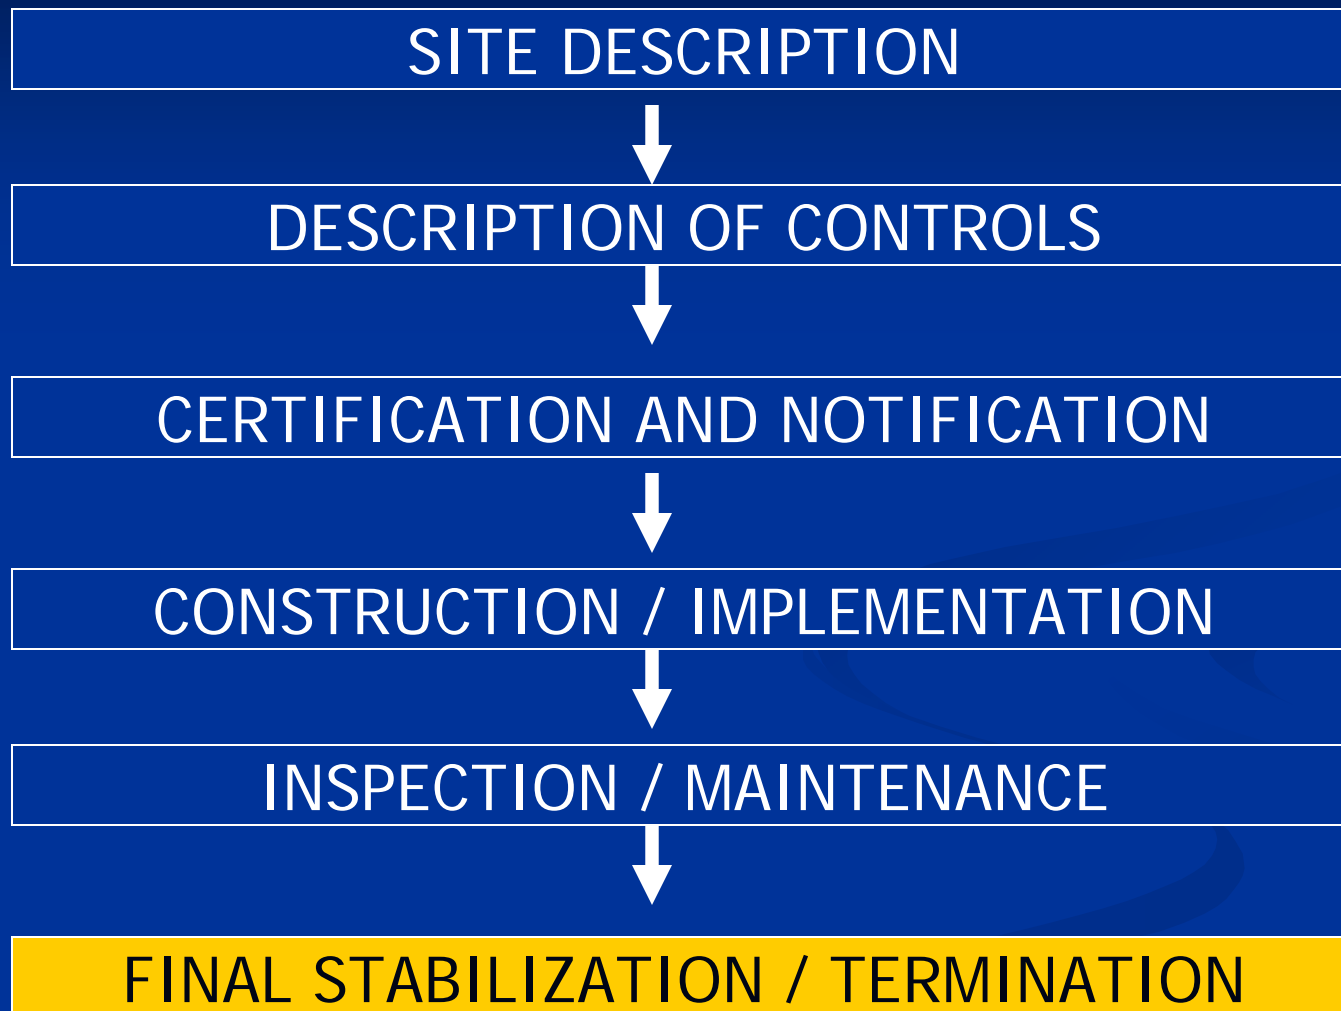 SITE DESCRIPTION
DESCRIPTION OF CONTROLS
CERTIFICATION AND NOTIFICATION
CONSTRUCTION / IMPLEMENTATION
INSPECTION / MAINTENANCE
FINAL STABILIZATION / TERMINATION